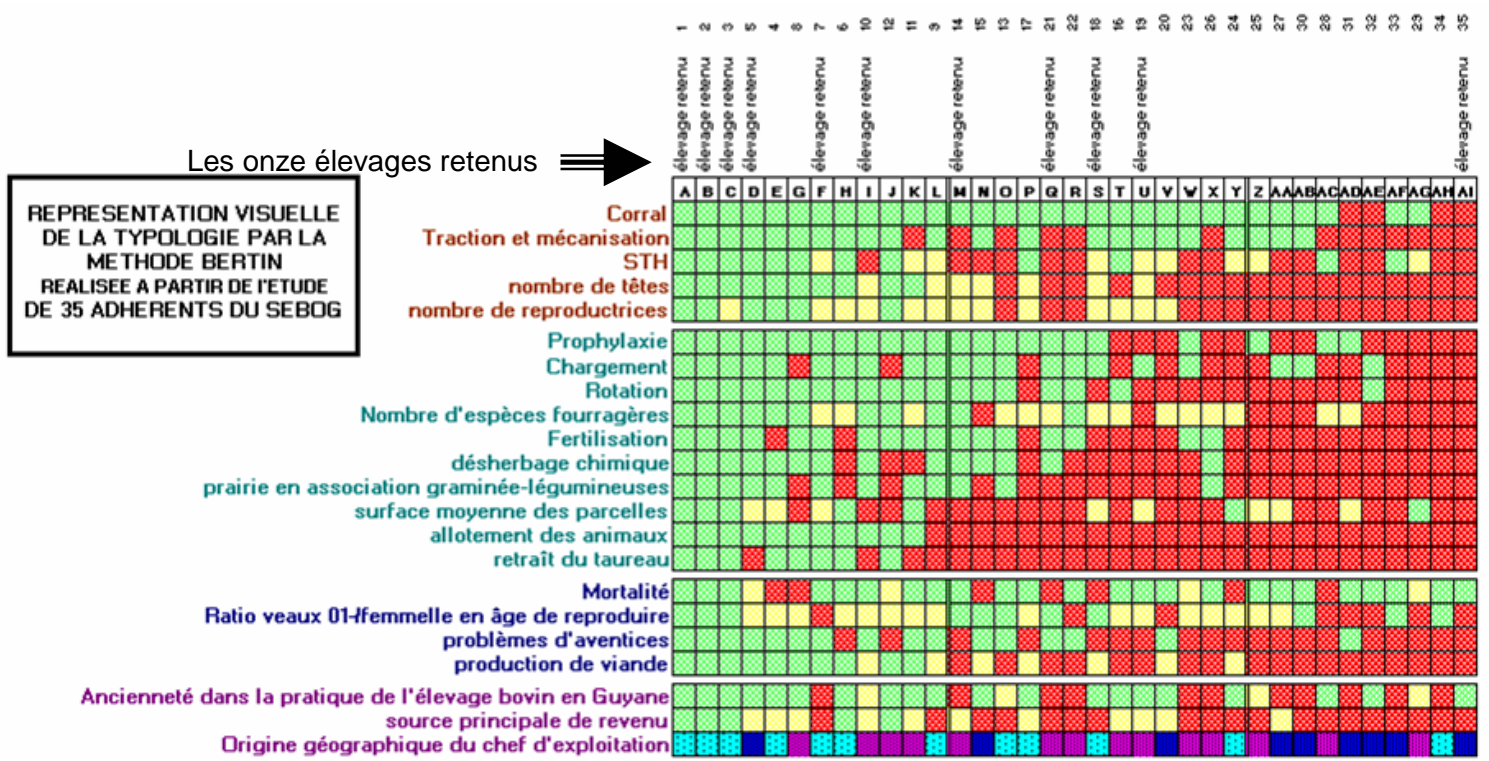 1 2 3 5 4 8 7 6 10 12 11 9 14 15 13 17 21 22 18 16 19 20 23 26 24 25 27 30 28 31 32 33 29 34 35
élevage retenu élevage retenu élevage retenu élevage retenu élevage retenu élevage retenu élevage retenu élevage retenu élevage retenu élevage retenu élevage retenu
Les onze élevages retenus
A B C D E G F H I J K L M N O P Q R S T U V W X Y Z AA AB AC AD AE AF AG AH AI
REPRESENTATION VISUELLE
DE LA TYPOLOGIE PAR LA
METHODE BERTIN
REALISEE A PARTIR DE l'ETUDE
DE 35 ADHERENTS DU SEBOG
Corral
Traction et mécanisation
STH
nombre de têtes
nombre de reproductrices
Prophylaxie
Chargement
Rotation
Nombre d'espèces fourragères
Fertilisation
désherbage chimique
prairie en association graminée-légumineuses
surface moyenne des parcelles
allotement des animaux
retraît du taureau
Mortalité
Ratio veaux 01-/femmelle en âge de reproduire
problèmes d'aventices
production de viande
Ancienneté dans la pratique de l'élevage bovin en Guyane
source principale de revenu
Origine géographique du chef d'exploitation